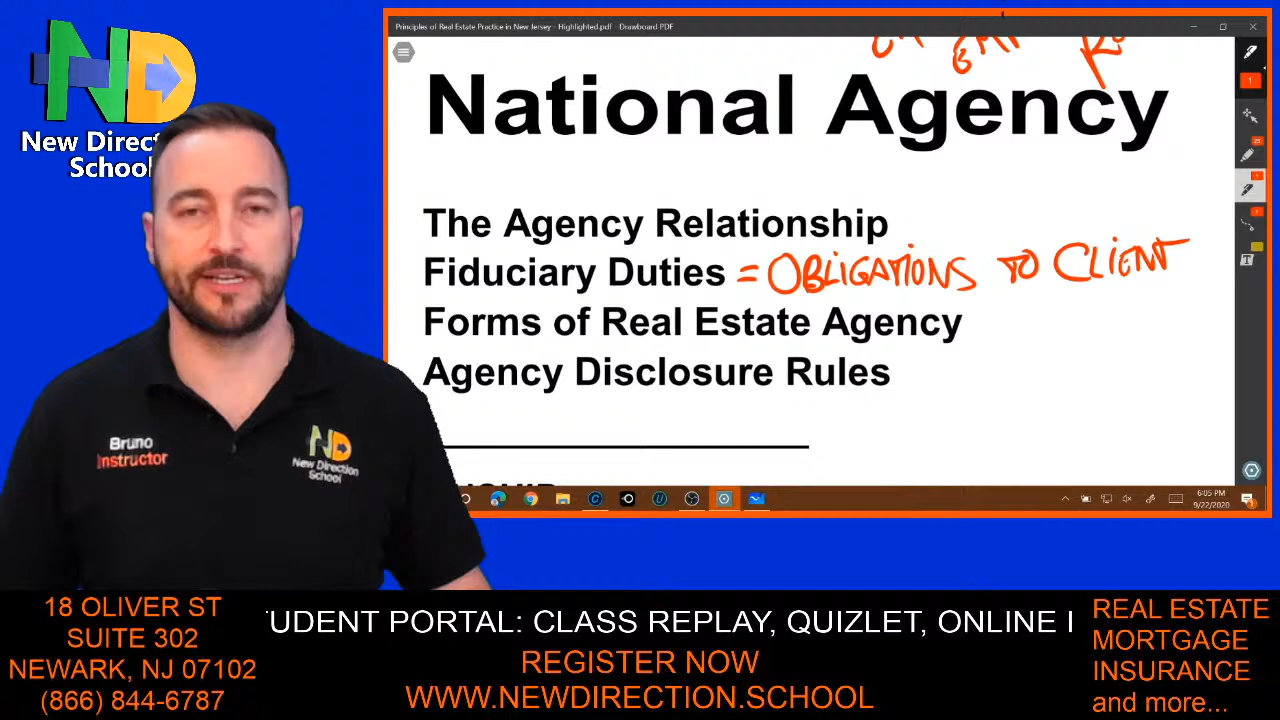 ND
New Direct
School
Principles of Real Estate Practice in New Jersey - Highlighted.pdf - Drawboard PDF
National Agency
The Agency Relationship
Fiduciary Duties = OBLIGATIONS TO CLIENT
Forms of Real Estate Agency
Agency Disclosure Rules
6:05 PM
9/22/2020
Bruno
Instructor
ND
New Direction
School
18 OLIVER ST
SUITE 302
NEWARK, NJ 07102
(866) 844-6787
TUDENT PORTAL: CLASS REPLAY, QUIZLET, ONLINE
REGISTER NOW
WWW.NEWDIRECTION.SCHOOL
REAL ESTATE
MORTGAGE
INSURANCE
and more...